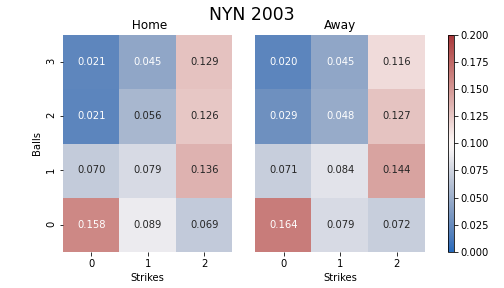 NYN 2003
Home Away
3 0.021 0.045 0.129 0.020 0.045 0.116
2 0.021 0.056 0.126 0.029 0.048 0.127
1 0.070 0.079 0.136 0.071 0.084 0.144
0 0.158 0.089 0.069 0.164 0.079 0.072
0 1 2 0 1 2
Balls
Strikes Strikes
0.200
0.175
0.150
0.125
0.100
0.075
0.050
0.025
0.000